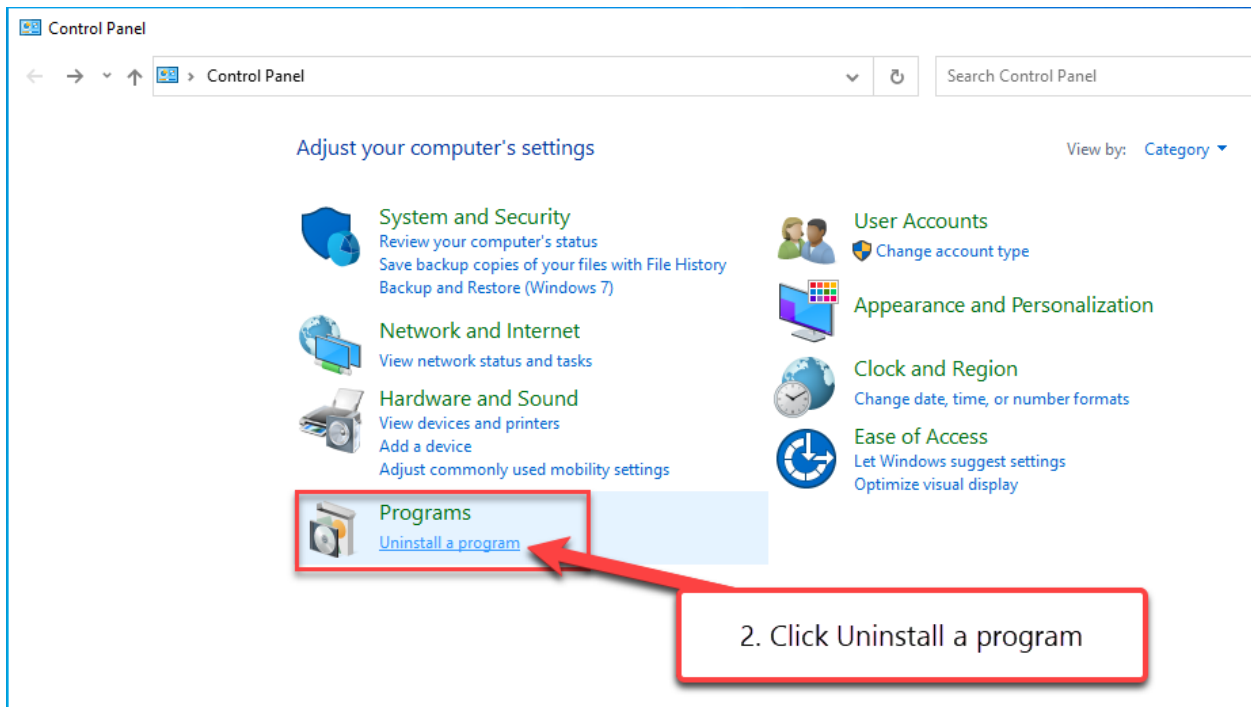 Control Panel
Control Panel
Search Control Panel
Adjust your computer's settings
View by: Category
System and Security
Review your computer's status
Save backup copies of your files with File History
Backup and Restore (Windows 7)
Network and Internet
View network status and tasks
Hardware and Sound
View devices and printers
Add a device
Adjust commonly used mobility settings
Programs
Uninstall a program
User Accounts
Change account type
Appearance and Personalization
Clock and Region
Change date, time, or number formats
Ease of Access
Let Windows suggest settings
Optimize visual display
2. Click Uninstall a program